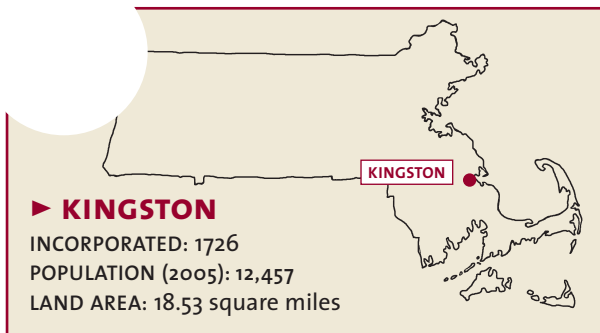 KINGSTON
► KINGSTON
INCORPORATED: 1726
POPULATION (2005): 12,457
LAND AREA: 18.53 square miles